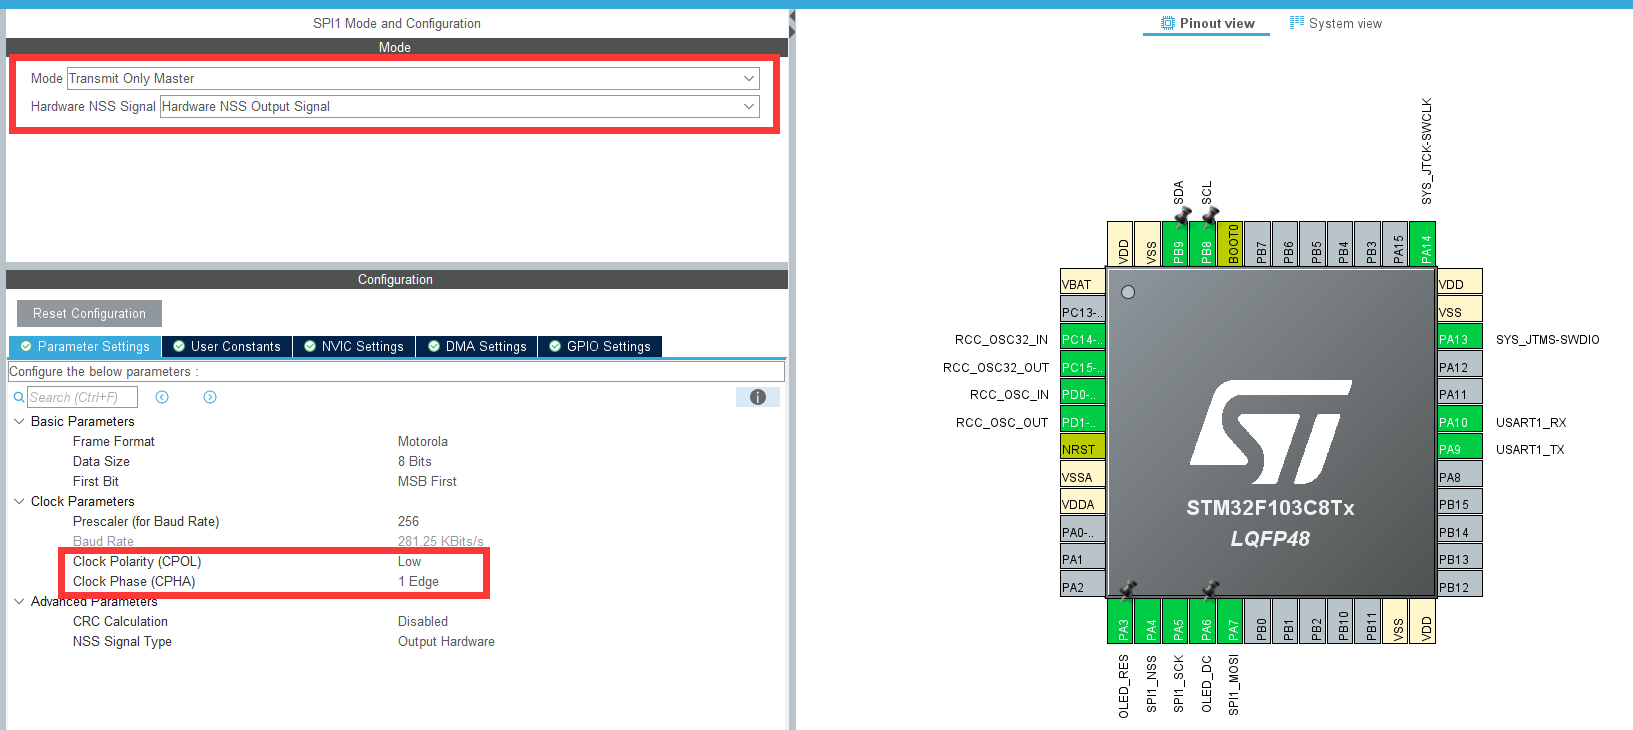 SPI1 Mode and Configuration
Mode
Mode Transmit Only Master
Hardware NSS Signal Hardware NSS Output Signal
Configuration
Reset Configuration
Parameter Settings User Constants NVIC Settings DMA Settings GPIO Settings
Configure the below parameters :
Search (Ctrl+F)
Basic Parameters
Frame Format Motorola
Data Size 8 Bits
First Bit MSB First
Clock Parameters
Prescaler (for Baud Rate) 256
Baud Rate 281.25 KBits/s
Clock Polarity (CPOL) Low
Clock Phase (CPHA) 1 Edge
Advanced Parameters
CRC Calculation Disabled
NSS Signal Type Output Hardware
Pinout view System view
SDA SCL SYS_JTCK-SWCLK
VDD VSS PB9 PB8 BOOT0 PB7 PB6 PB5 PB4 PB3 PA15 PA14
VBAT
PC13-..
RCC_OSC32_IN PC14-..
RCC_OSC32_OUT PC15-..
RCC_OSC_IN PD0-..
RCC_OSC_OUT PD1-..
NRST
VSSA
VDDA
PA0-..
PA1
PA2
ST
STM32F103C8Tx
LQFP48
VDD
VSS
PA13 SYS_JTMS-SWDIO
PA12
PA11
PA10 USART1_RX
PA9 USART1_TX
PA8
PB15
PB14
PB13
PB12
PA3 PA4 PA5 PA6 PA7 PB0 PB1 PB2 PB10 PB11 VSS VDD
OLED_RES SPI1_NSS SPI1_SCK OLED_DC SPI1_MOSI